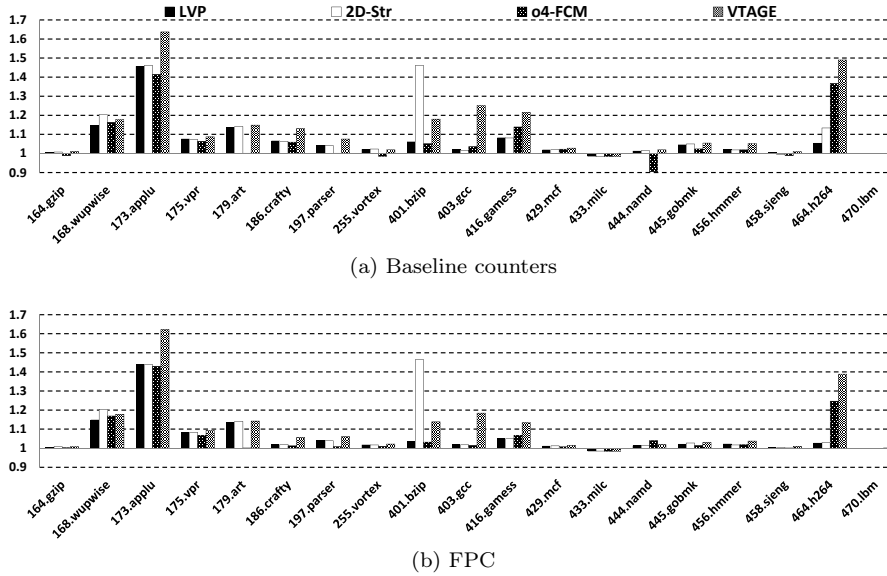 LVP 2D-Str o4-FCM VTAGE
1.7
1.6
1.5
1.4
1.3
1.2
1.1
1
0.9
164.gzip
168.wupwise
173.applu
175.vpr
179.art
186.crafty
197.parser
255.vortex
401.bzip
403.gcc
416.gamess
429.mcf
433.milc
444.namd
445.gobmk
456.hmmer
458.sjeng
464.h264
470.lbm
(a) Baseline counters
1.7
1.6
1.5
1.4
1.3
1.2
1.1
1
0.9
164.gzip
168.wupwise
173.applu
175.vpr
179.art
186.crafty
197.parser
255.vortex
401.bzip
403.gcc
416.gamess
429.mcf
433.milc
444.namd
445.gobmk
456.hmmer
458.sjeng
464.h264
470.lbm
(b) FPC